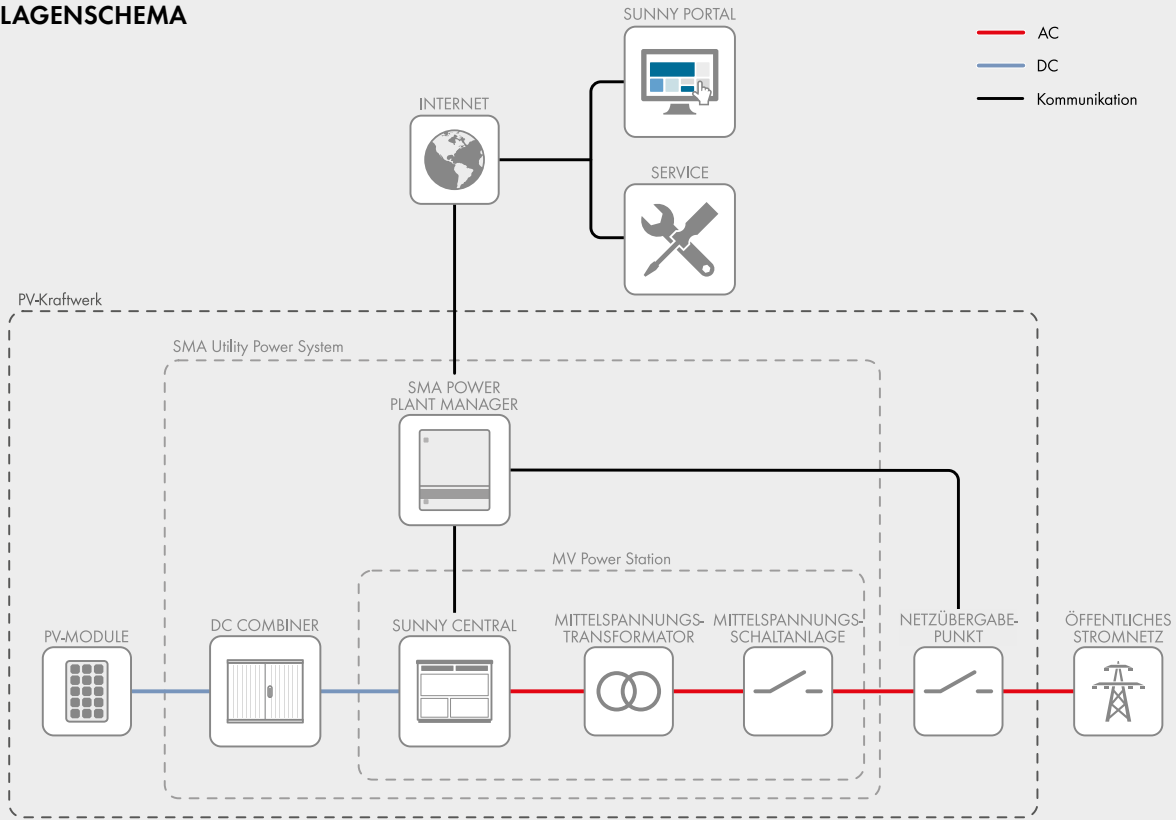 LAGENSCHEMA
SUNNY PORTAL
AC
DC
Kommunikation
INTERNET
SERVICE
PV-Kraftwerk
SMA Utility Power System
SMA POWER
PLANT MANAGER
MV Power Station
PV-MODULE
DC COMBINER
SUNNY CENTRAL
MITTELSPANNUNGS-
TRANSFORMATOR
MITTELSPANNUNGS-
SCHALTANLAGE
NETZÜBERGABE-
PUNKT
ÖFFENTLICHES
STROMNETZ